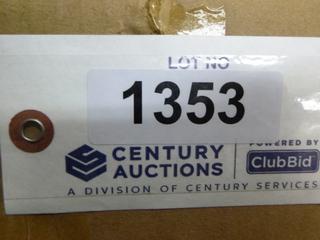 LOT NO
1353
CENTURY AUCTIONS
POWERED BY
ClubBid
A DIVISION OF CENTURY SERVICES